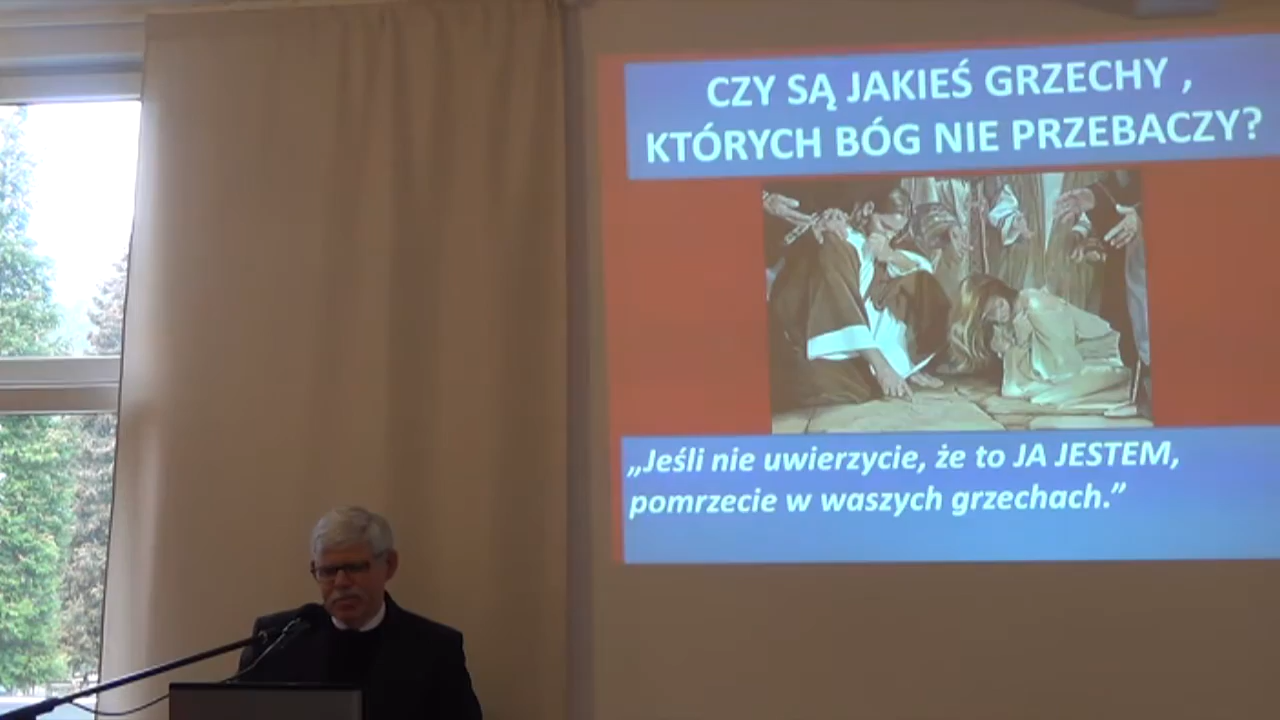 CZY SĄ JAKIEŚ GRZECHY ,
KTÓRYCH BÓG NIE PRZEBACZY?
„Jeśli nie uwierzycie, że to JA JESTEM,
pomrzecie w waszych grzechach.”